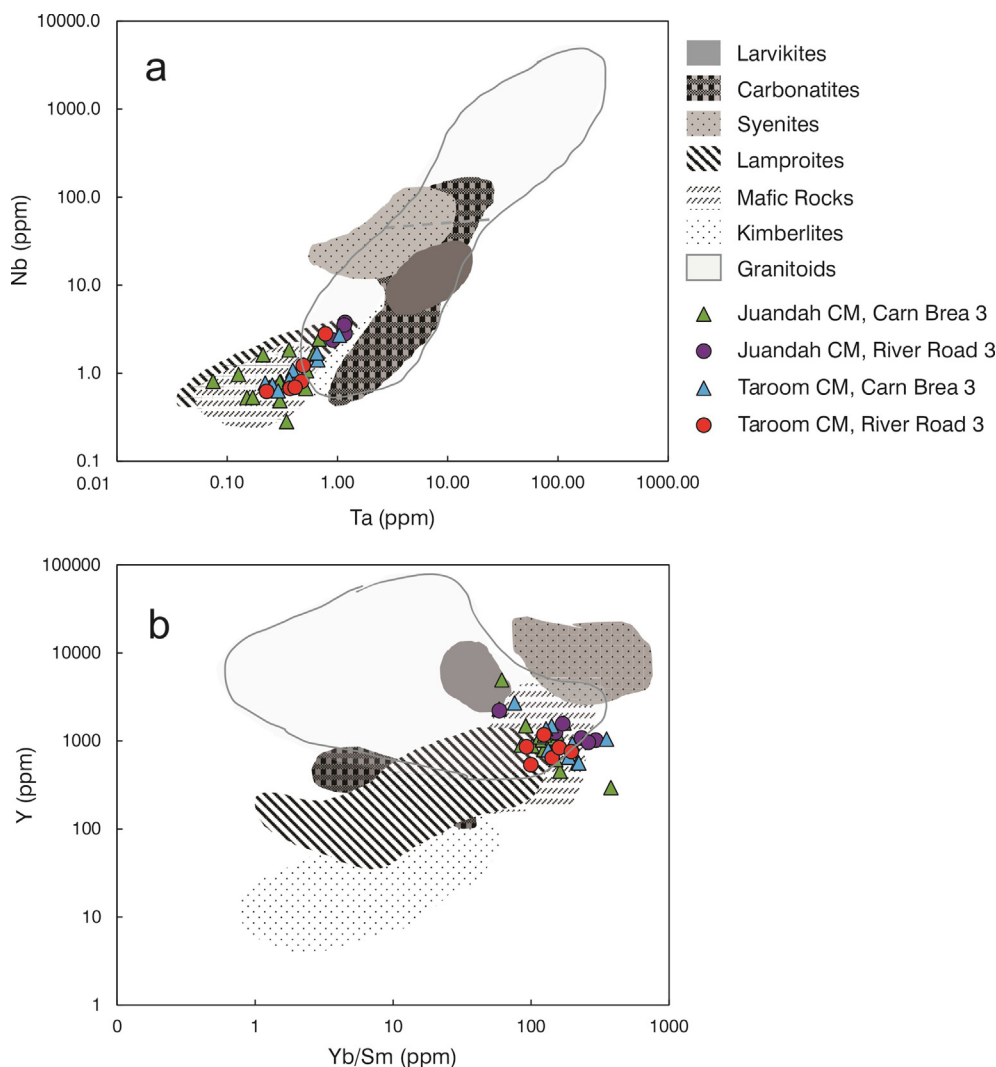 a
10000.0
1000.0
100.0
10.0
1.0
0.1
Nb (ppm)
0.01
0.10
1.00
10.00
100.00
1000.00
Ta (ppm)
Larvikites
Carbonatites
Syenites
Lamproites
Mafic Rocks
Kimberlites
Granitoids
Juandah CM, Carn Brea 3
Juandah CM, River Road 3
Taroom CM, Carn Brea 3
Taroom CM, River Road 3
b
100000
10000
1000
100
10
1
Y (ppm)
0
1
10
100
1000
Yb/Sm (ppm)